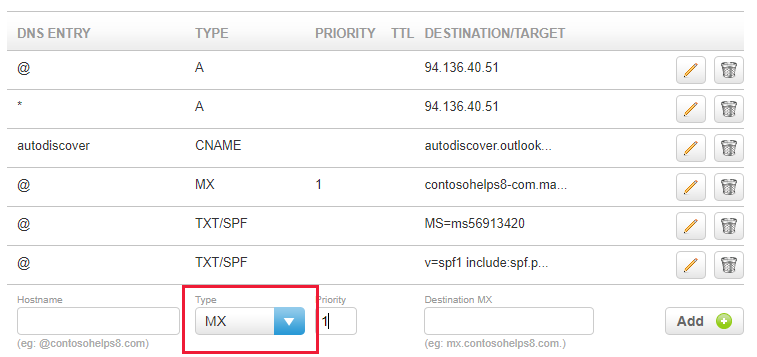 DNS ENTRY TYPE PRIORITY TTL DESTINATION/TARGET
@ A 94.136.40.51
* A 94.136.40.51
autodiscover CNAME autodiscover.outlook...
@ MX 1 contosohelps8-com.ma...
@ TXT/SPF MS=ms56913420
@ TXT/SPF v=spf1 include:spf.p...
Hostname Type Priority Destination MX
MX 1 Add
(eg: @contosohelps8.com) (eg: mx.contosohelps8.com.)